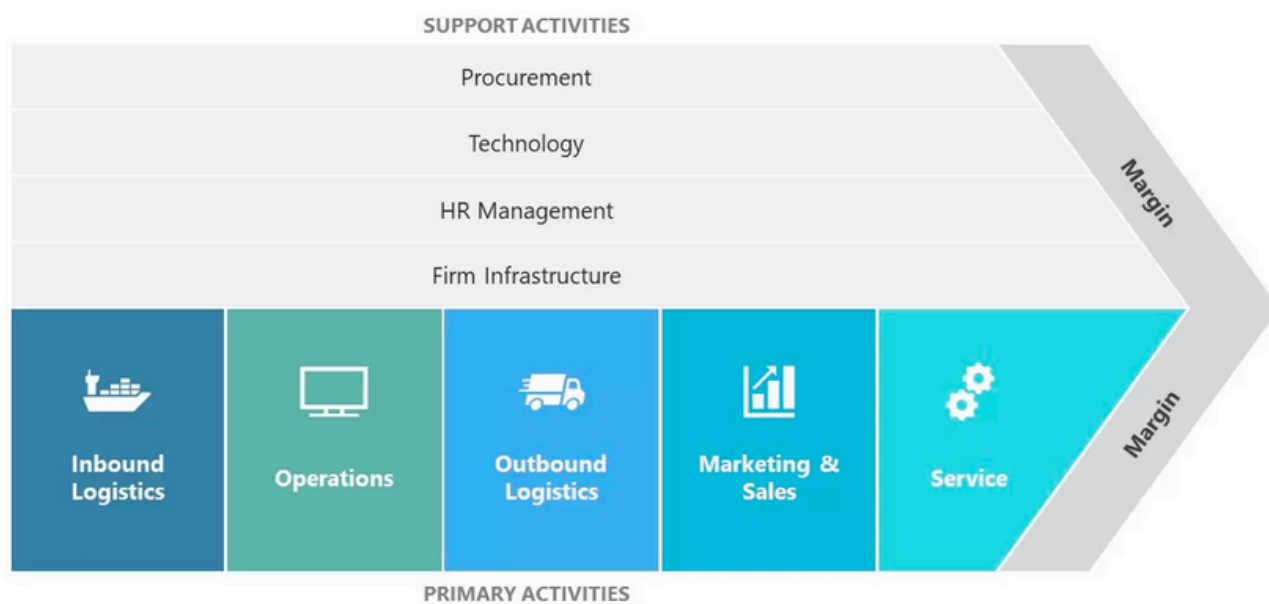 SUPPORT ACTIVITIES
Procurement
Technology
HR Management
Firm Infrastructure
Margin
Margin
Inbound
Logistics
Operations
Outbound
Logistics
Marketing &
Sales
Service
PRIMARY ACTIVITIES